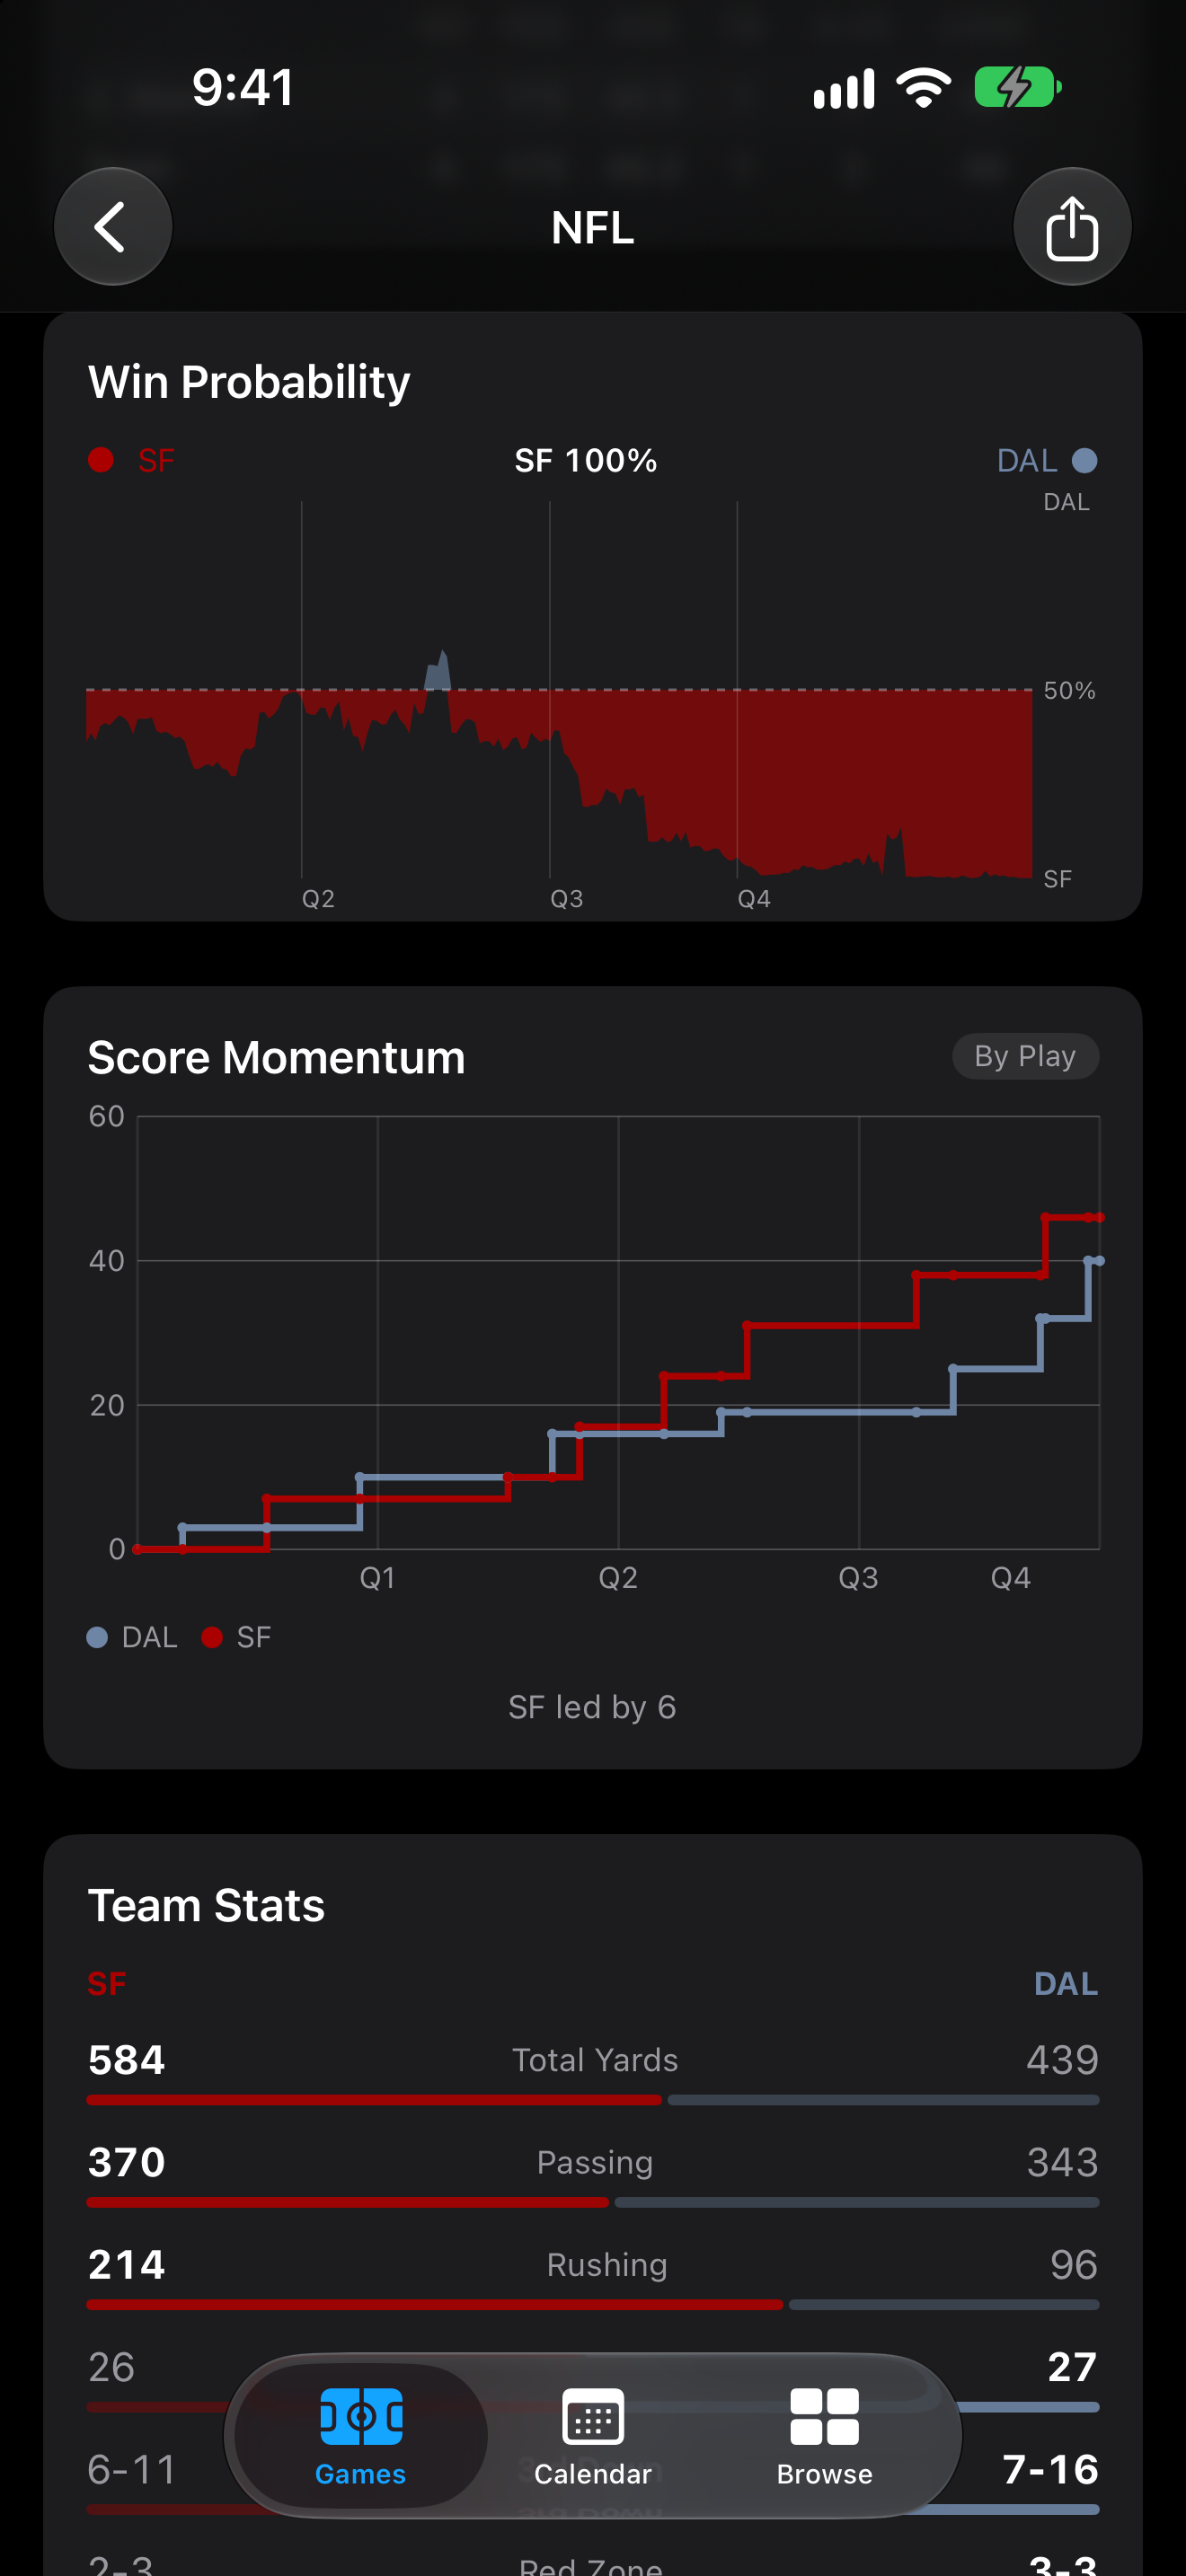 9:41
NFL
Win Probability
SF SF 100% DAL
DAL
50%
SF
Q2 Q3 Q4
Score Momentum By Play
60
40
20
0
Q1 Q2 Q3 Q4
DAL SF
SF led by 6
Team Stats
SF DAL
584 Total Yards 439
370 Passing 343
214 Rushing 96
26 27
6-11 7-16
Games Calendar Browse
2-3 Red Zone 3-3